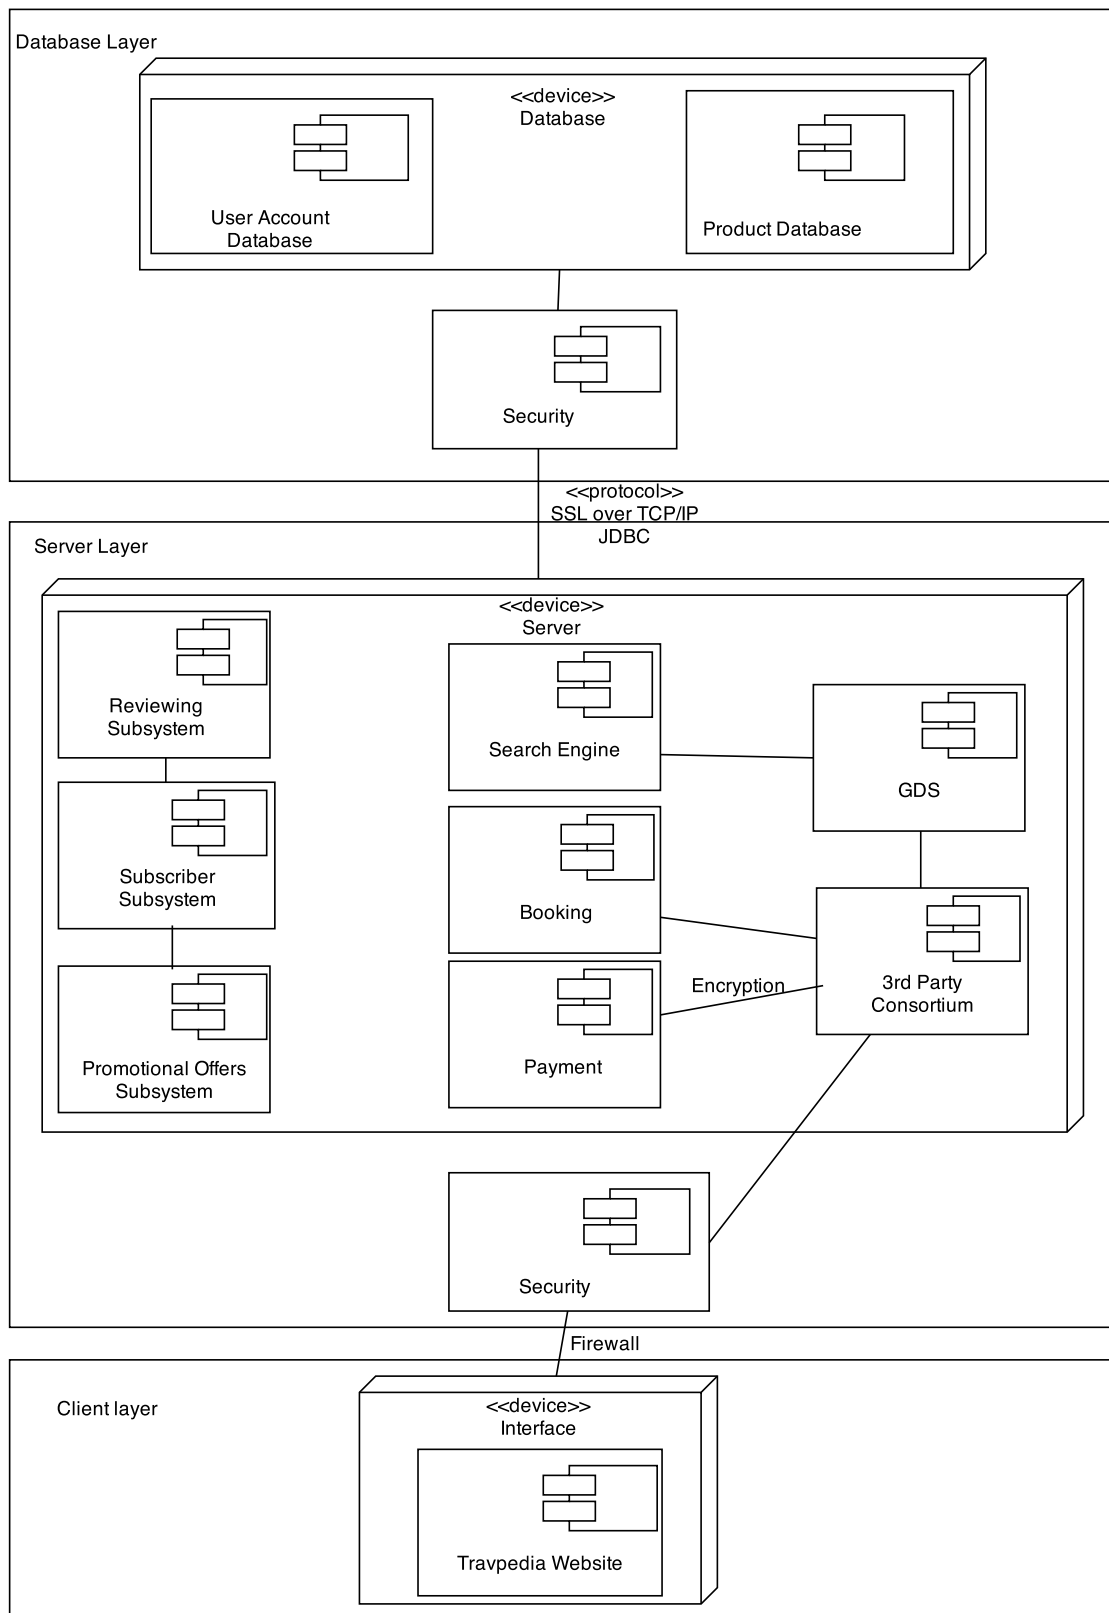 Database Layer
<<device>>
Database
User Account
Database
Product Database
Security
<<protocol>>
SSL over TCP/IP
JDBC
Server Layer
<<device>>
Server
Reviewing
Subsystem
Search Engine
GDS
Subscriber
Subsystem
Booking
3rd Party
Consortium
Encryption
Promotional Offers
Subsystem
Payment
Security
Firewall
Client layer
<<device>>
Interface
Travpedia Website